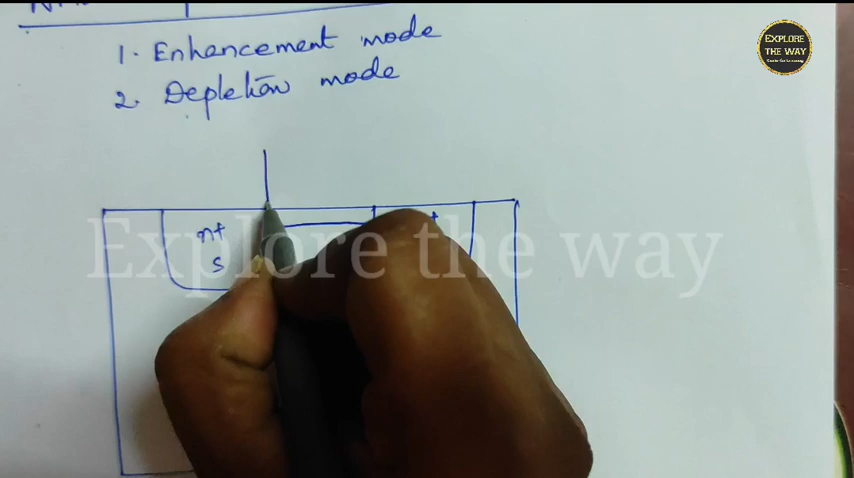 1. Enhancement mode
2. Depletion mode
EXPLORE
THE WAY
n+
S
Explore the way